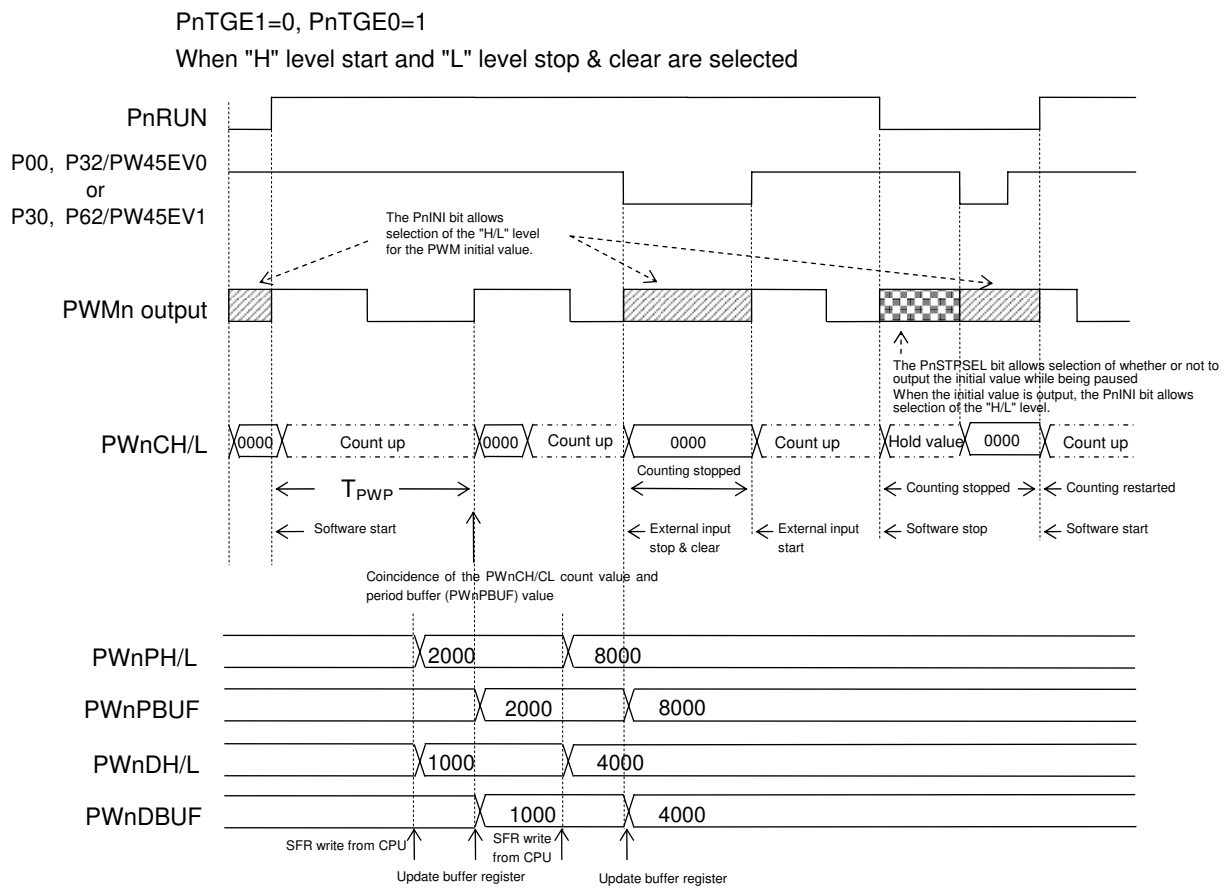 PnTGE1=0, PnTGE0=1
When "H" level start and "L" level stop & clear are selected
PnRUN
P00, P32/PW45EV0
or
P30, P62/PW45EV1
The PnINI bit allows
selection of the "H/L" level
for the PWM initial value.
PWMn output
The PnSTPSEL bit allows selection of whether or not to
output the initial value while being paused
When the initial value is output, the PnINI bit allows
selection of the "H/L" level.
PWnCH/L
0000
Count up
0000
Count up
0000
Count up
Hold value
0000
Count up
Counting stopped
TPWP
Counting stopped
Counting restarted
Software start
External input
stop & clear
External input
start
Software stop
Software start
Coincidence of the PWnCH/CL count value and
period buffer (PWnPBUF) value
PWnPH/L
2000
8000
PWnPBUF
2000
8000
PWnDH/L
1000
4000
PWnDBUF
1000
4000
SFR write from CPU
SFR write
from CPU
Update buffer register
Update buffer register